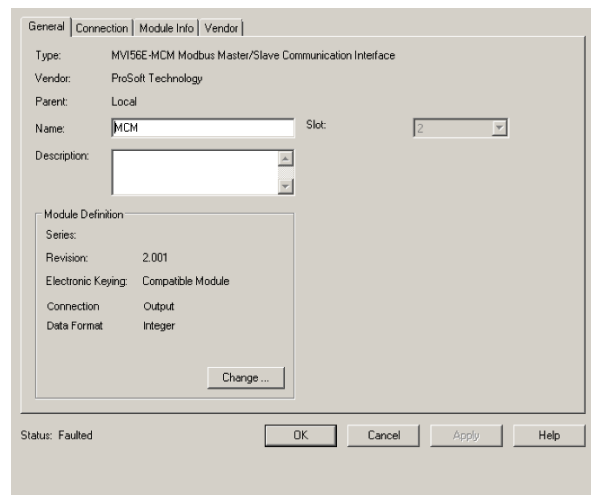 General Connection Module Info Vendor
Type: MVI56E-MCM Modbus Master/Slave Communication Interface
Vendor: ProSoft Technology
Parent: Local
Name: MCM Slot: 2
Description:
Module Definition
Series:
Revision: 2.001
Electronic Keying: Compatible Module
Connection Output
Data Format Integer
Change ...
Status: Faulted OK Cancel Apply Help